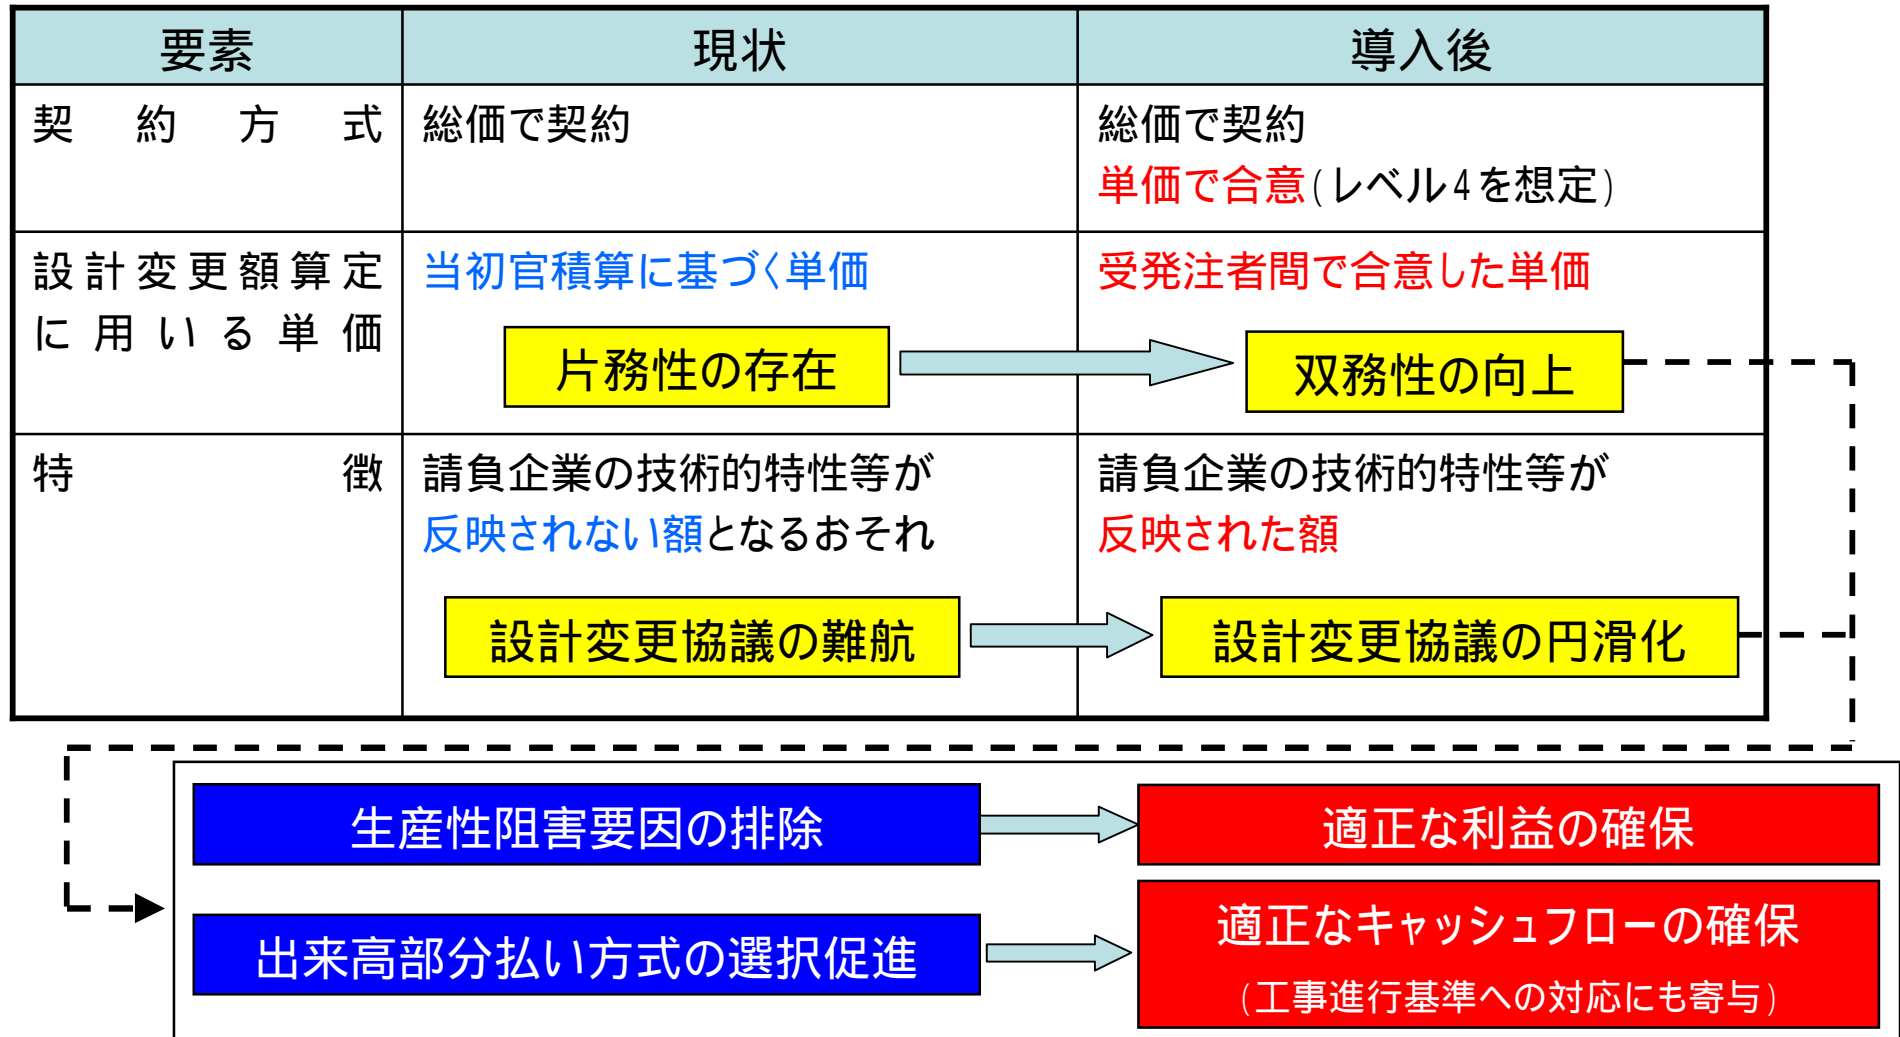 要素
現状
導入後
契約方式
総価で契約
総価で契約
単価で合意(レベル4を想定)
設計変更額算定
に用いる単価
当初官積算に基づく単価
受発注者間で合意した単価
片務性の存在
双務性の向上
特徴
請負企業の技術的特性等が
反映されない額となるおそれ
請負企業の技術的特性等が
反映された額
設計変更協議の難航
設計変更協議の円滑化
生産性阻害要因の排除
適正な利益の確保
出来高部分払い方式の選択促進
適正なキャッシュフローの確保
(工事進行基準への対応にも寄与)